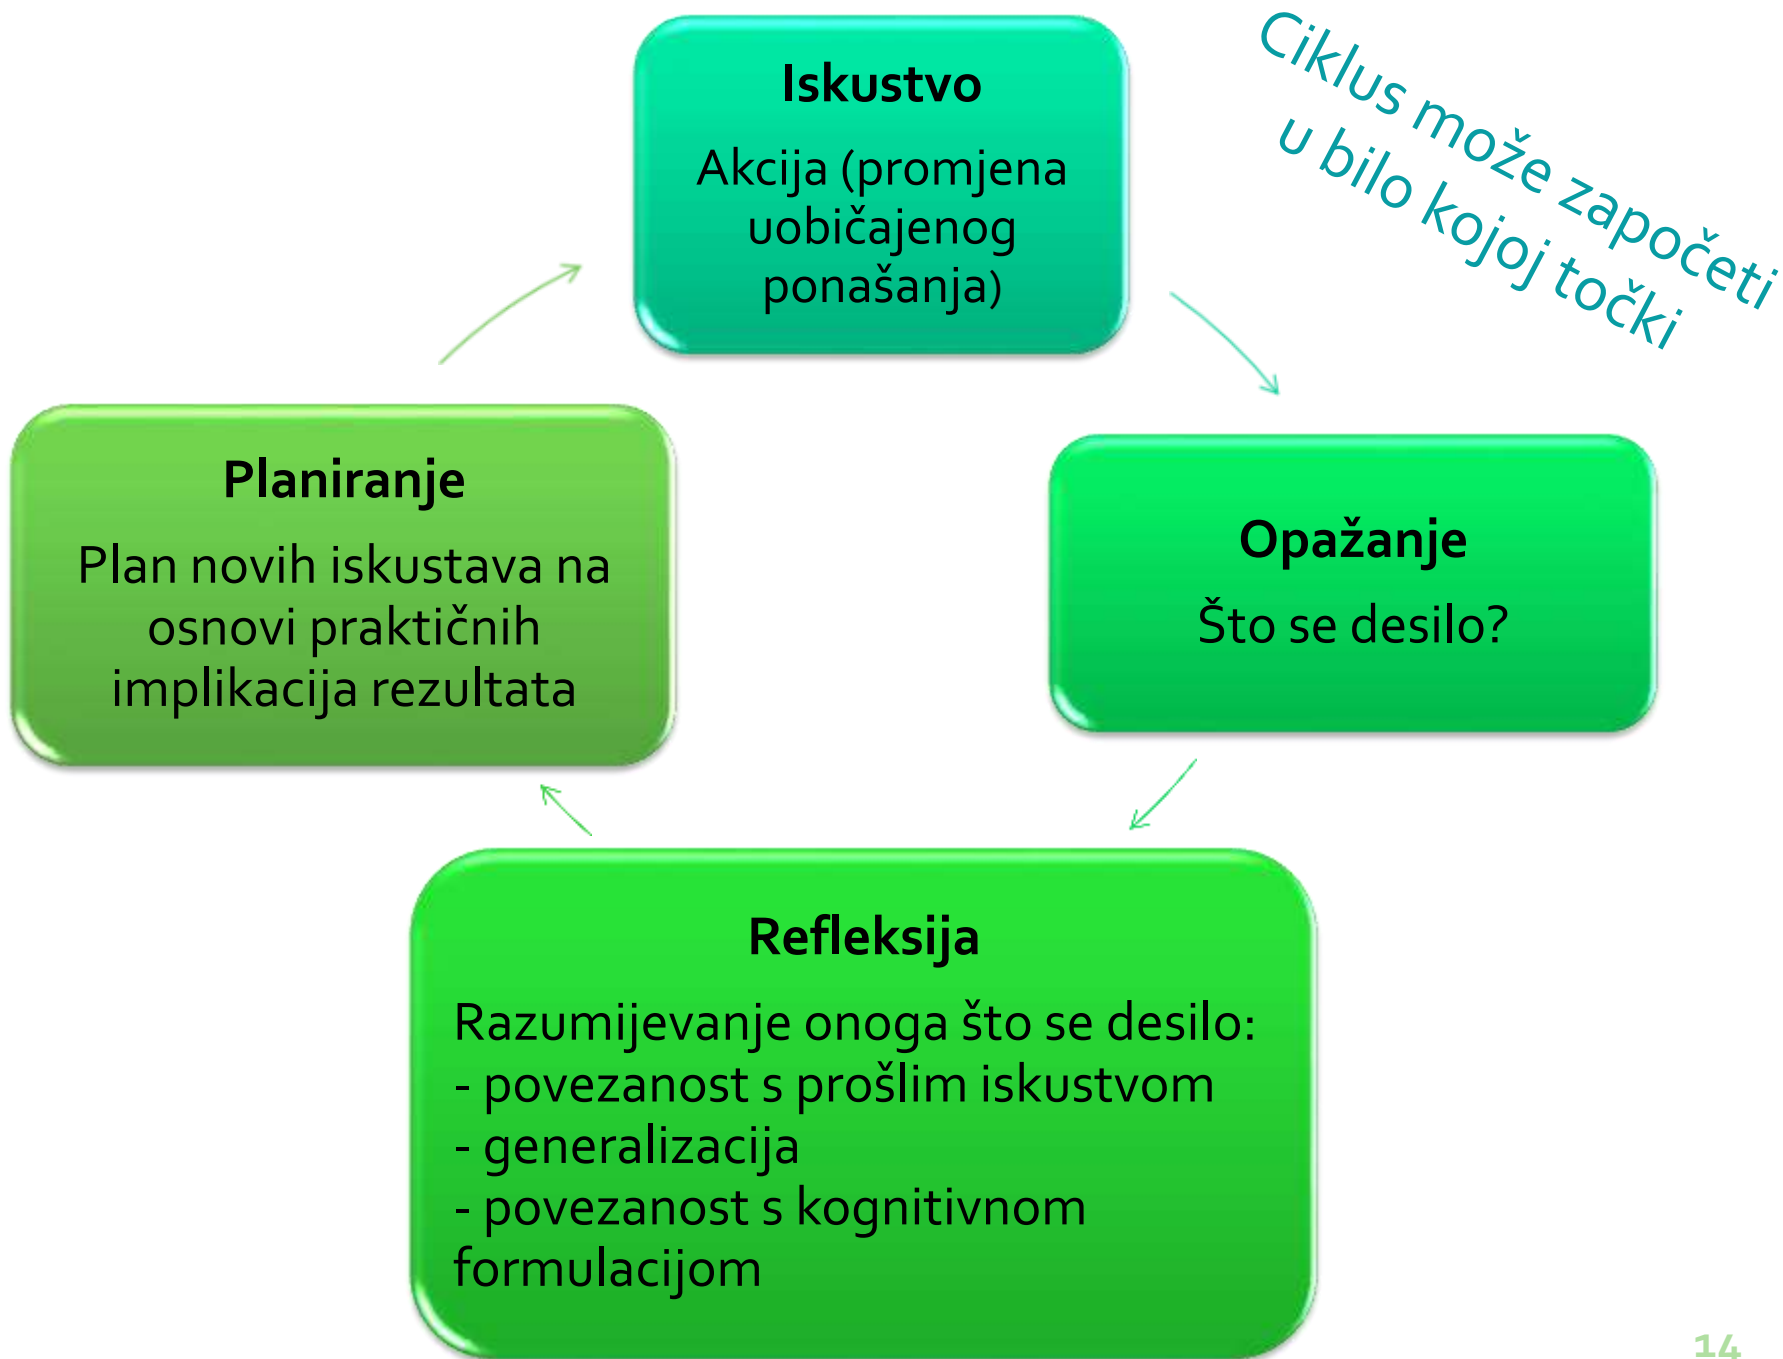 Iskustvo
Akcija (promjena
uobičajenog
ponašanja)
Ciklus može započeti
u bilo kojoj točki
Planiranje
Plan novih iskustava na
osnovi praktičnih
implikacija rezultata
Opažanje
Što se desilo?
Refleksija
Razumijevanje onoga što se desilo:
- povezanost s prošlim iskustvom
- generalizacija
- povezanost s kognitivnom
formulacijom
14